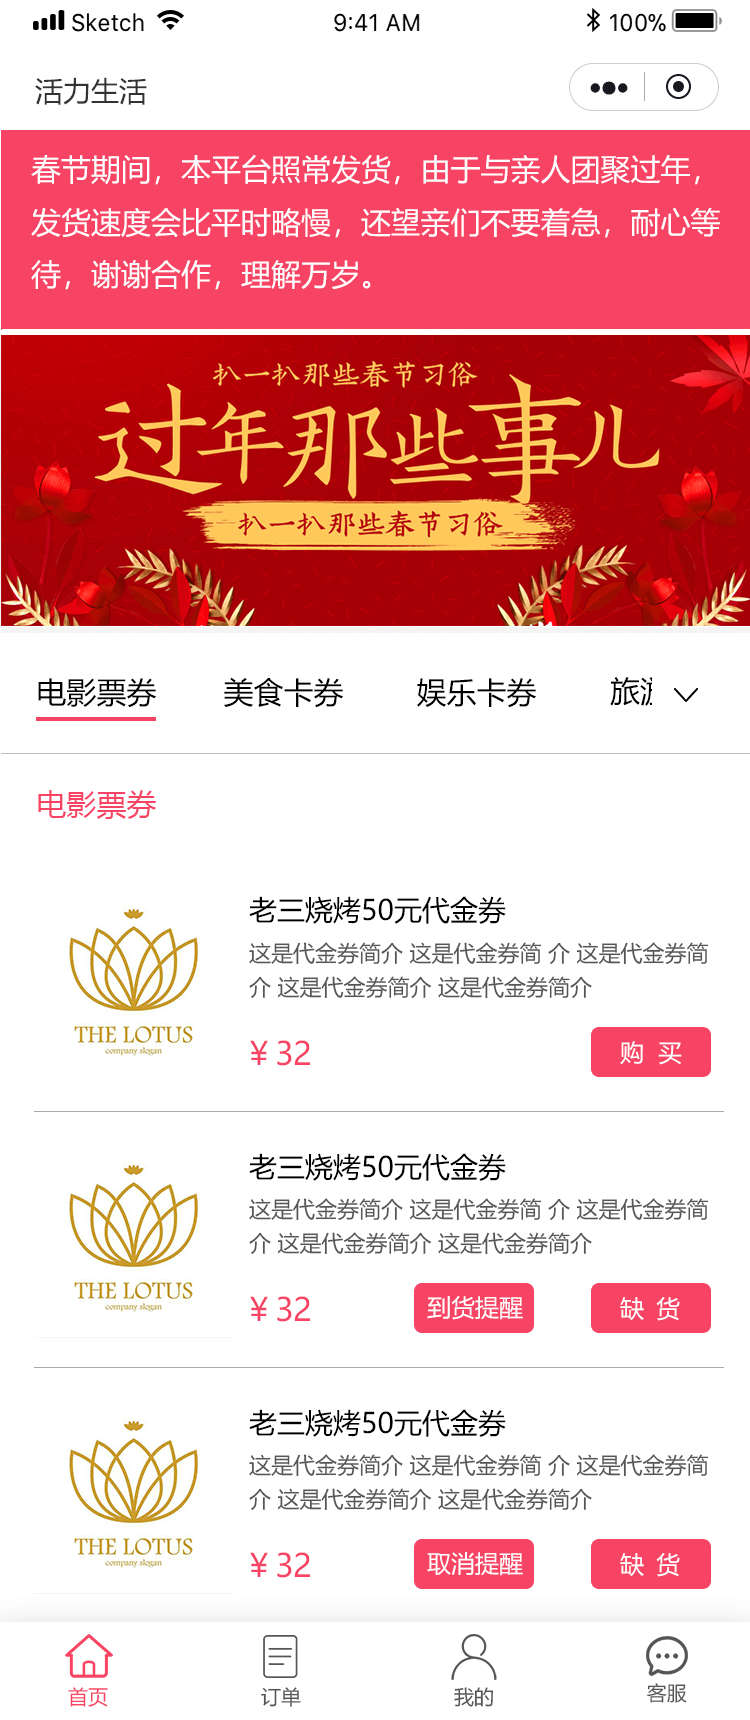 Sketch 9:41 AM 100%
活力生活
春节期间，本平台照常发货，由于与亲人团聚过年，
发货速度会比平时略慢，还望亲们不要着急，耐心等
待，谢谢合作，理解万岁。
扒一扒那些春节习俗
过年那些事儿
扒一扒那些春节习俗
电影票券 美食卡券 娱乐卡券 旅游
电影票券
老三烧烤50元代金券
这是代金券简介 这是代金券简 介 这是代金券简
介 这是代金券简介 这是代金券简介
THE LOTUS
company slogan
¥ 32 购 买
老三烧烤50元代金券
这是代金券简介 这是代金券简 介 这是代金券简
介 这是代金券简介 这是代金券简介
THE LOTUS
company slogan
¥ 32 到货提醒 缺 货
老三烧烤50元代金券
这是代金券简介 这是代金券简 介 这是代金券简
介 这是代金券简介 这是代金券简介
THE LOTUS
company slogan
¥ 32 取消提醒 缺 货
首页 订单 我的 客服